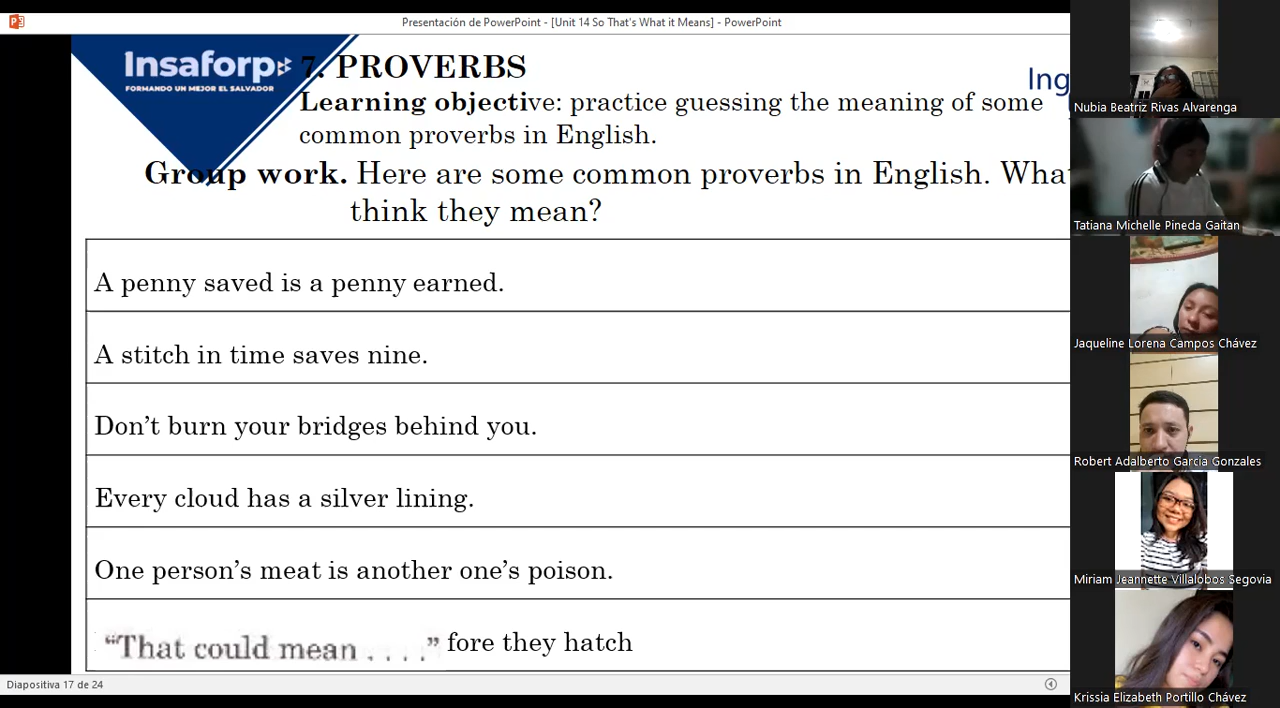 Presentación de PowerPoint - [Unit 14 So That's What it Means] - PowerPoint
Insaforp
FORMANDO UN MEJOR EL SALVADOR
Ing
7. PROVERBS
Learning objective: practice guessing the meaning of some
common proverbs in English.
Group work. Here are some common proverbs in English. Wha
think they mean?
A penny saved is a penny earned.
A stitch in time saves nine.
Don't burn your bridges behind you.
Every cloud has a silver lining.
One person's meat is another one's poison.
"That could mean . . . ." fore they hatch
Diapositiva 17 de 24
Nubia Beatriz Rivas Alvarenga
Tatiana Michelle Pineda Gaitan
Jaqueline Lorena Campos Chávez
Robert Adalberto Garcia Gonzales
Miriam Jeannette Villalobos Segovia
Krissia Elizabeth Portillo Chávez